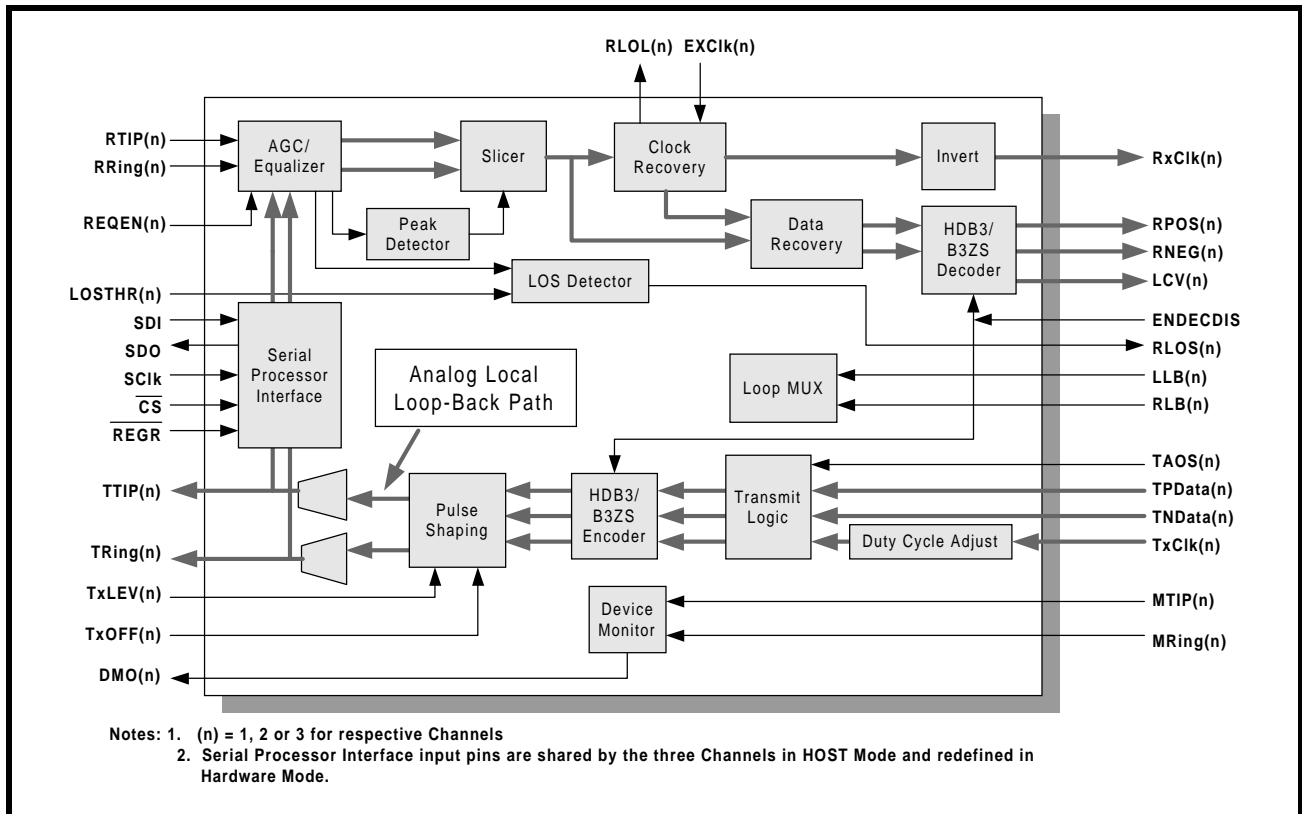 RLOL(n) EXClk(n)
RTIP(n)
RRing(n)
REQEN(n)
LOSTHR(n)
SDI
SDO
SClk
CS
REGR
TTIP(n)
TRing(n)
TxLEV(n)
TxOFF(n)
DMO(n)
AGC/
Equalizer
Peak
Detector
Slicer
LOS Detector
Clock
Recovery
Data
Recovery
Invert
HDB3/
B3ZS
Decoder
Serial
Processor
Interface
Analog Local
Loop-Back Path
Loop MUX
Pulse
Shaping
HDB3/
B3ZS
Encoder
Transmit
Logic
Duty Cycle Adjust
Device
Monitor
RxClk(n)
RPOS(n)
RNEG(n)
LCV(n)
ENDECDIS
RLOS(n)
LLB(n)
RLB(n)
TAOS(n)
TPData(n)
TNData(n)
TxClk(n)
MTIP(n)
MRing(n)
Notes: 1. (n) = 1, 2 or 3 for respective Channels
2. Serial Processor Interface input pins are shared by the three Channels in HOST Mode and redefined in
Hardware Mode.